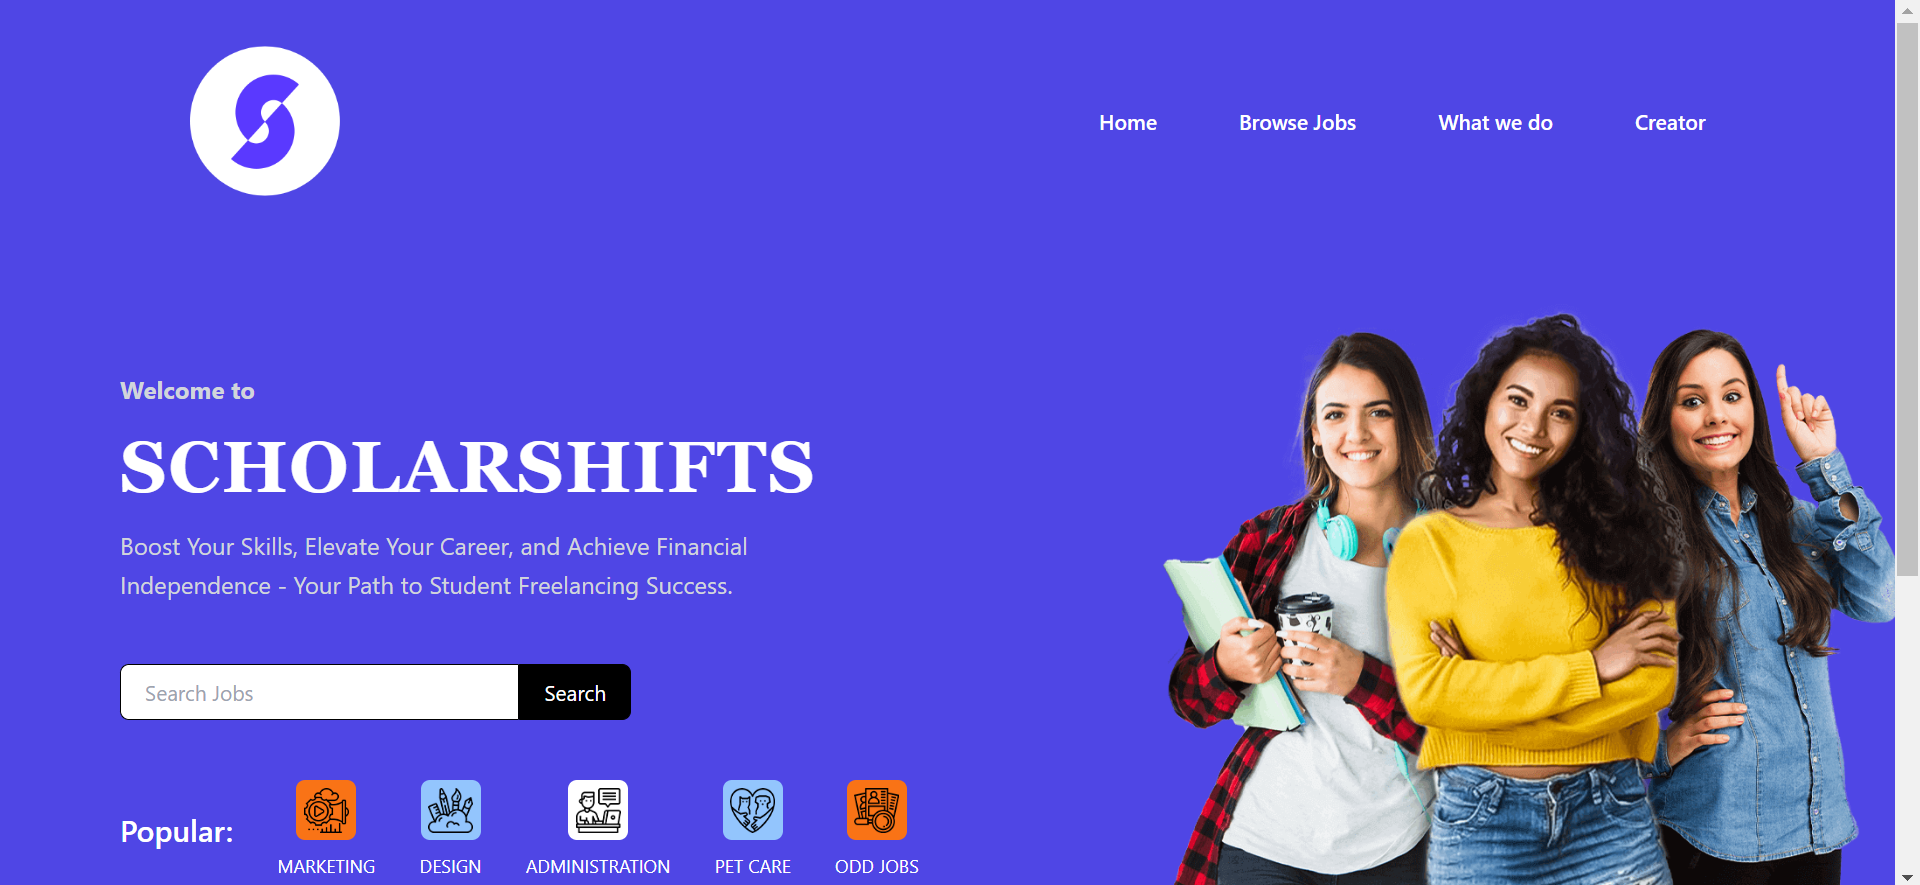 S
Home Browse Jobs What we do Creator
Welcome to
SCHOLARSHIFTS
Boost Your Skills, Elevate Your Career, and Achieve Financial
Independence - Your Path to Student Freelancing Success.
Search Jobs Search
Popular:
MARKETING DESIGN ADMINISTRATION PET CARE ODD JOBS